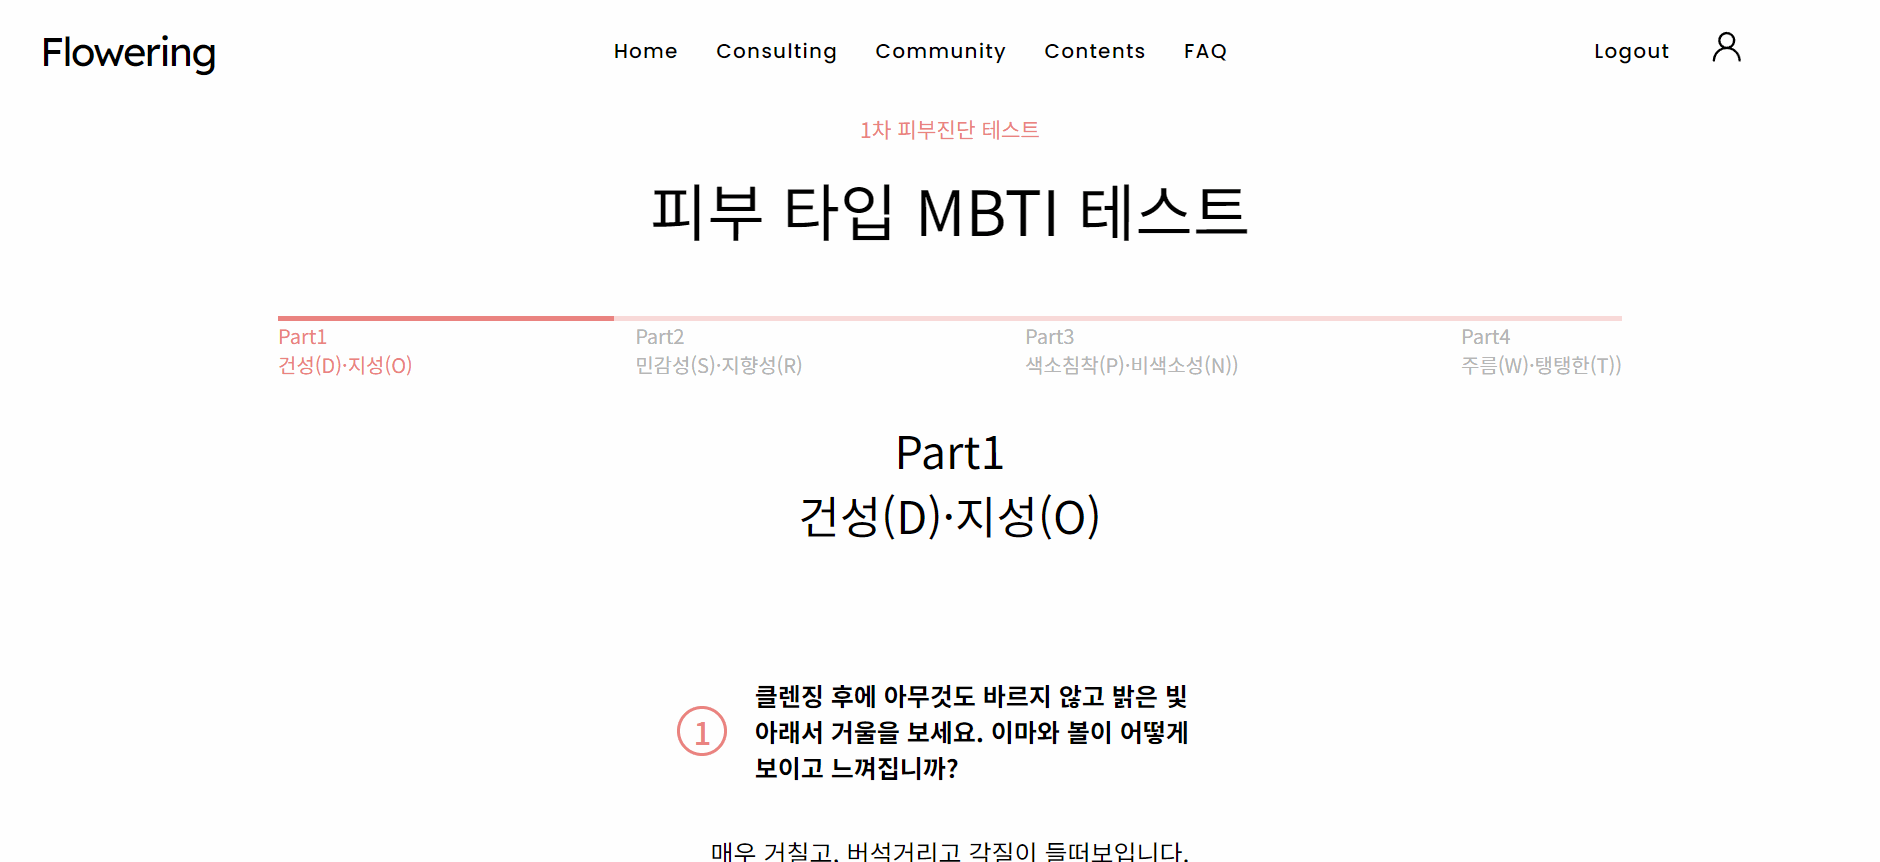 Flowering
Home Consulting Community Contents FAQ
Logout
1차 피부진단 테스트
피부 타입 MBTI 테스트
Part1
건성(D)·지성(O)
Part2
민감성(S)·지향성(R)
Part3
색소침착(P)·비색소성(N))
Part4
주름(W)·탱탱한(T))
Part1
건성(D)·지성(O)
1
클렌징 후에 아무것도 바르지 않고 밝은 빛
아래서 거울을 보세요. 이마와 볼이 어떻게
보이고 느껴집니까?
매우 거칠고, 버석거리고 각질이 들떠보입니다.